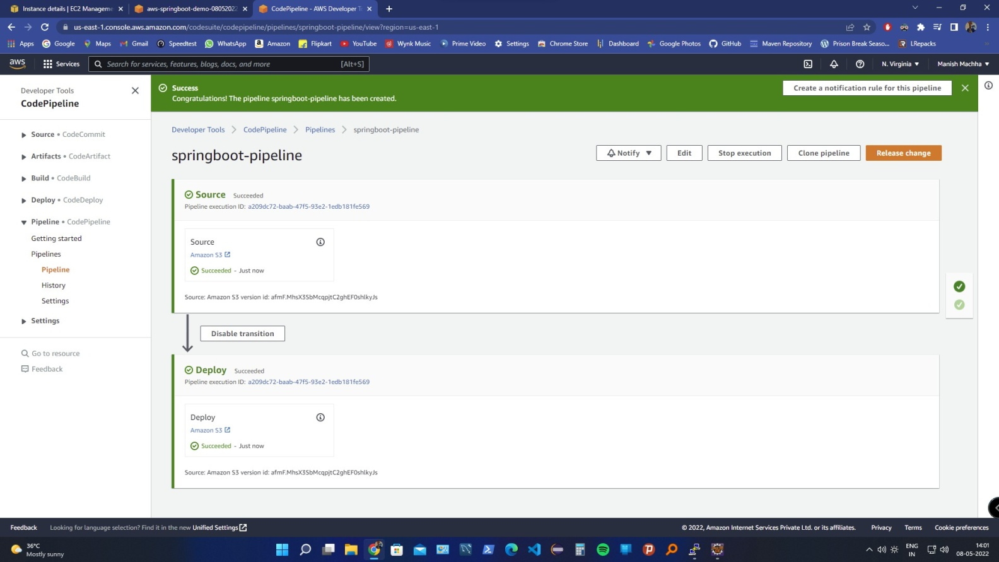 Instance details | EC2 Manageme
aws-springboot-demo-08052022
CodePipeline - AWS Developer T
us-east-1.console.aws.amazon.com/codesuite/codepipeline/pipelines/springboot-pipeline/view?region=us-east-1
Apps Google Maps Gmail Speedtest WhatsApp Amazon Flipkart YouTube Wynk Music Prime Video Settings Chrome Store Dashboard Google Photos GitHub Maven Repository Prison Break Seaso... LRepacks
aws Services Search for services, features, blogs, docs, and more [Alt+S] N. Virginia Manish Machha
Developer Tools
CodePipeline
Source • CodeCommit
Artifacts • CodeArtifact
Build • CodeBuild
Deploy • CodeDeploy
Pipeline • CodePipeline
Getting started
Pipelines
Pipeline
History
Settings
Settings
Go to resource
Feedback
Success
Congratulations! The pipeline springboot-pipeline has been created.
Create a notification rule for this pipeline
Developer Tools CodePipeline Pipelines springboot-pipeline
springboot-pipeline
Notify Edit Stop execution Clone pipeline Release change
Source Succeeded
Pipeline execution ID: a209dc72-baab-47f5-93e2-1edb181fe569
Source
Amazon S3
Succeeded - Just now
Source: Amazon S3 version id: afmF.MhsX3SbMcqpjtC2ghEF0shlkyJs
Disable transition
Deploy Succeeded
Pipeline execution ID: a209dc72-baab-47f5-93e2-1edb181fe569
Deploy
Amazon S3
Succeeded - Just now
Source: Amazon S3 version id: afmF.MhsX3SbMcqpjtC2ghEF0shlkyJs
Feedback Looking for language selection? Find it in the new Unified Settings © 2022, Amazon Internet Services Private Ltd. or its affiliates. Privacy Terms Cookie preferences
36°C
Mostly sunny
ENG
IN
14:01
08-05-2022